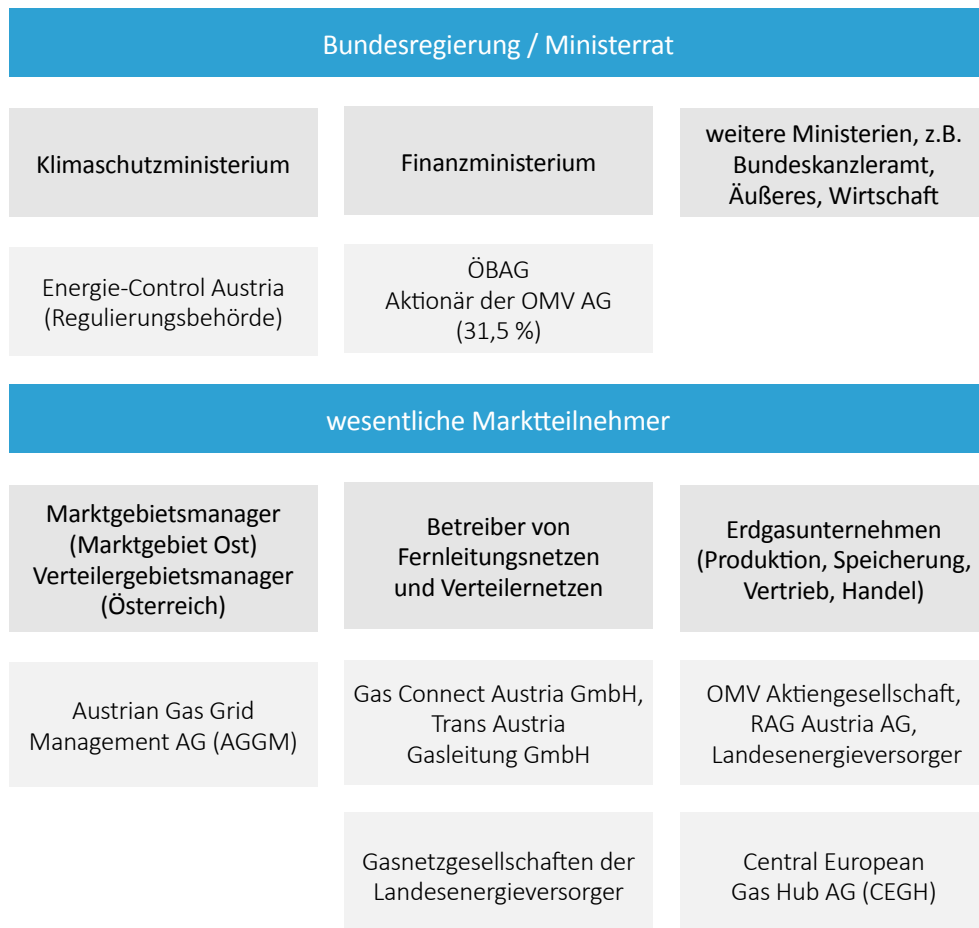 Bundesregierung / Ministerrat
Klimaschutzministerium
Finanzministerium
weitere Ministerien, z.B.
Bundeskanzleramt,
Äußeres, Wirtschaft
Energie-Control Austria
(Regulierungsbehörde)
ÖBAG
Aktionär der OMV AG
(31,5 %)
wesentliche Marktteilnehmer
Marktgebietsmanager
(Marktgebiet Ost)
Verteilergebietsmanager
(Österreich)
Betreiber von
Fernleitungsnetzen
und Verteilernetzen
Erdgasunternehmen
(Produktion, Speicherung,
Vertrieb, Handel)
Austrian Gas Grid
Management AG (AGGM)
Gas Connect Austria GmbH,
Trans Austria
Gasleitung GmbH
OMV Aktiengesellschaft,
RAG Austria AG,
Landesenergieversorger
Gasnetzgesellschaften der
Landesenergieversorger
Central European
Gas Hub AG (CEGH)